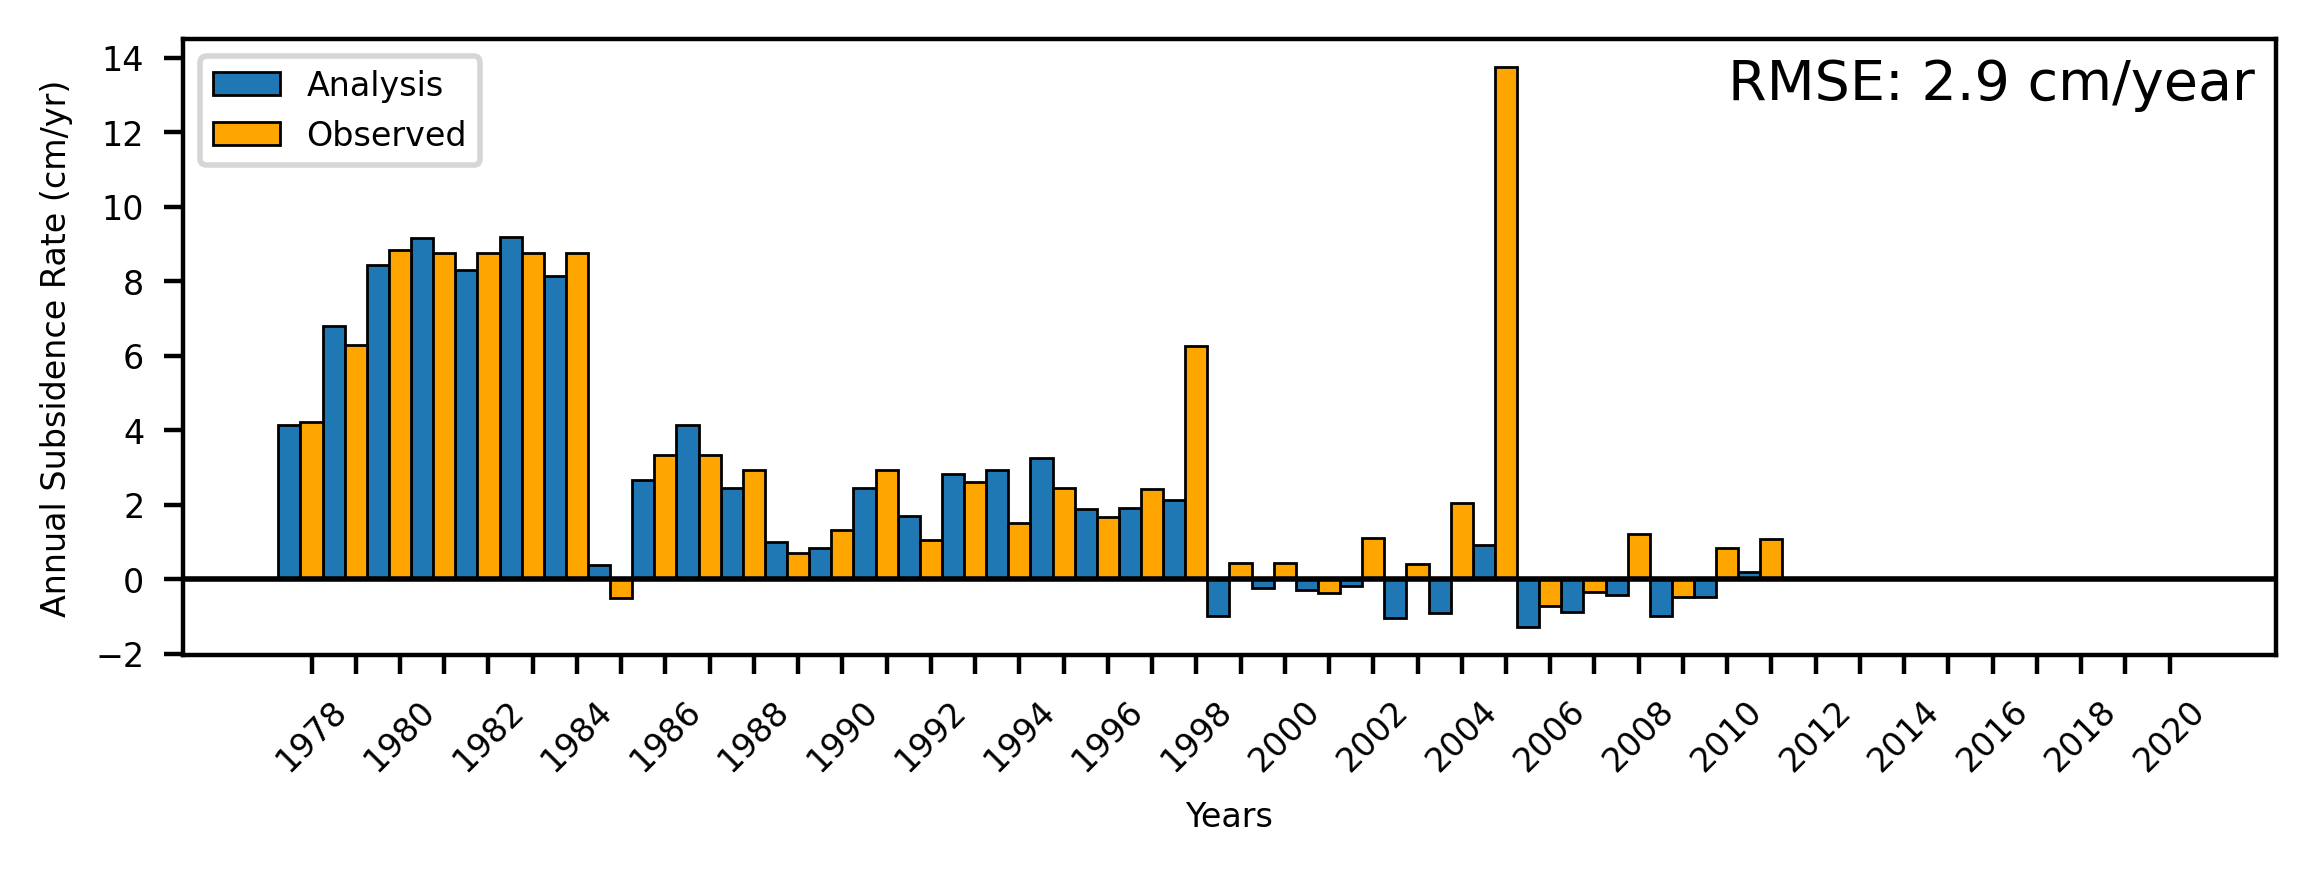 14
12
10
8
6
4
2
0
−2
Annual Subsidence Rate (cm/yr)
Analysis
Observed
RMSE: 2.9 cm/year
1978 1980 1982 1984 1986 1988 1990 1992 1994 1996 1998 2000 2002 2004 2006 2008 2010 2012 2014 2016 2018 2020
Years